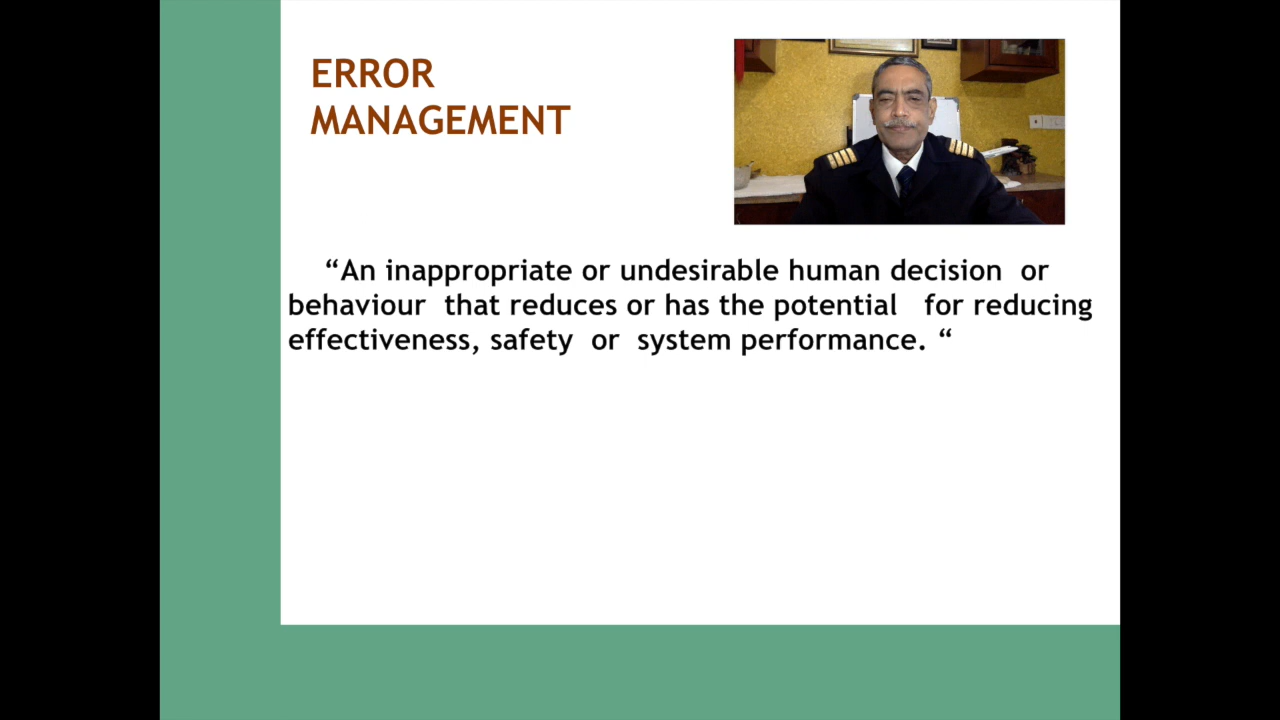 ERROR
MANAGEMENT
“An inappropriate or undesirable human decision or
behaviour that reduces or has the potential for reducing
effectiveness, safety or system performance. “